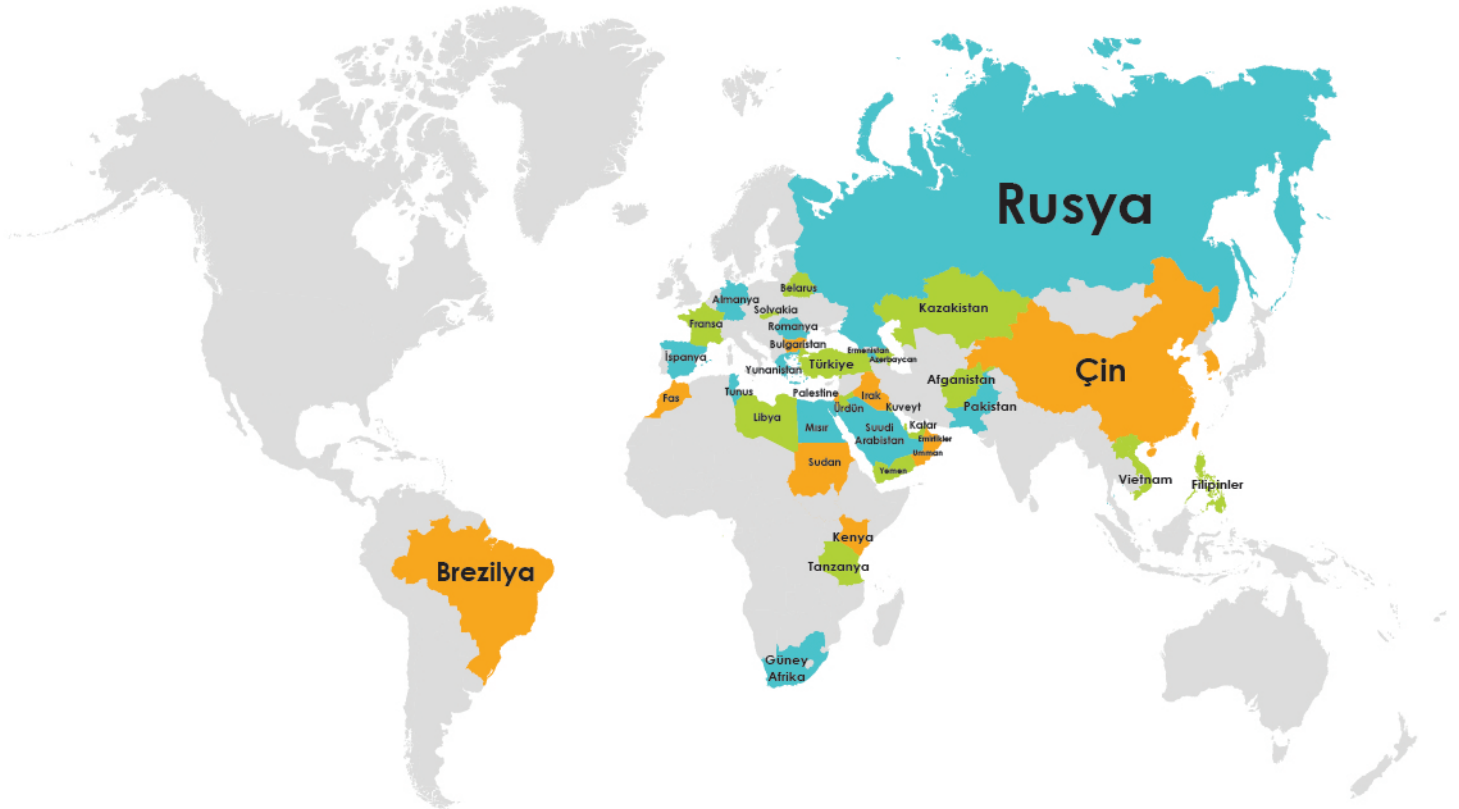 Rusya
Belarus
Almanya
Solvakia
Kazakistan
Fransa
Romanya
Bulgaristan
Ermenistan
İspanya
Türkiye
Azerbaycan
Yunanistan
Çin
Afganistan
Tunus
Palestine
Irak
Fas
Ürdün
Kuveyt
Pakistan
Libya
Mısır
Suudi
Arabistan
Katar
Emirlikler
Umman
Sudan
Yemen
Vietnam
Filipinler
Kenya
Tanzanya
Brezilya
Güney
Afrika